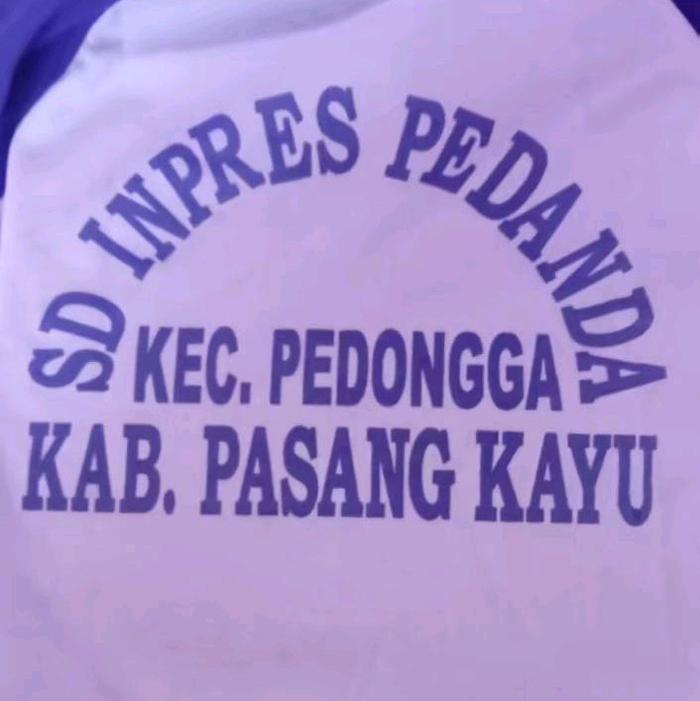 SD INPRES PEDANDA
KEC. PEDONGGA
KAB. PASANG KAYU